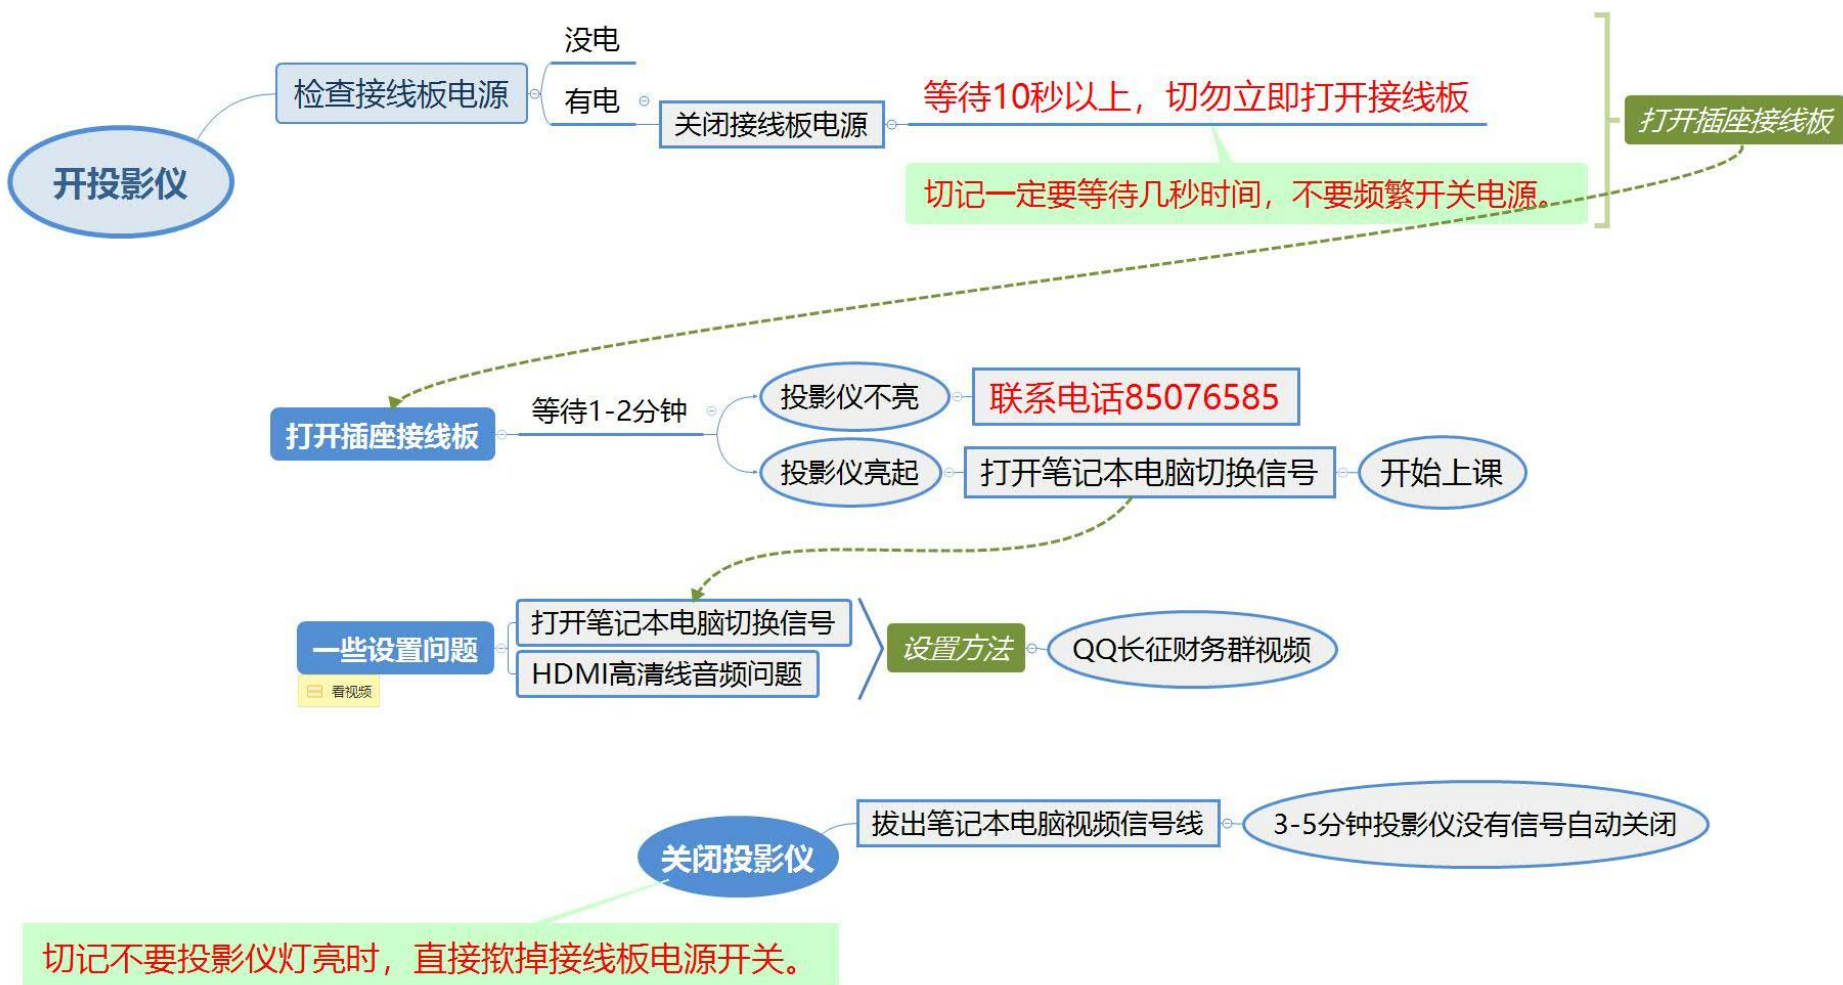 没电
检查接线板电源
有电
等待10秒以上，切勿立即打开接线板
关闭接线板电源
打开插座接线板
开投影仪
切记一定要等待几秒时间，不要频繁开关电源。
投影仪不亮
联系电话85076585
等待1-2分钟
打开插座接线板
投影仪亮起
打开笔记本电脑切换信号
开始上课
打开笔记本电脑切换信号
一些设置问题
设置方法
QQ长征财务群视频
HDMI高清线音频问题
看视频
拔出笔记本电脑视频信号线
3-5分钟投影仪没有信号自动关闭
关闭投影仪
切记不要投影仪灯亮时，直接揿掉接线板电源开关。